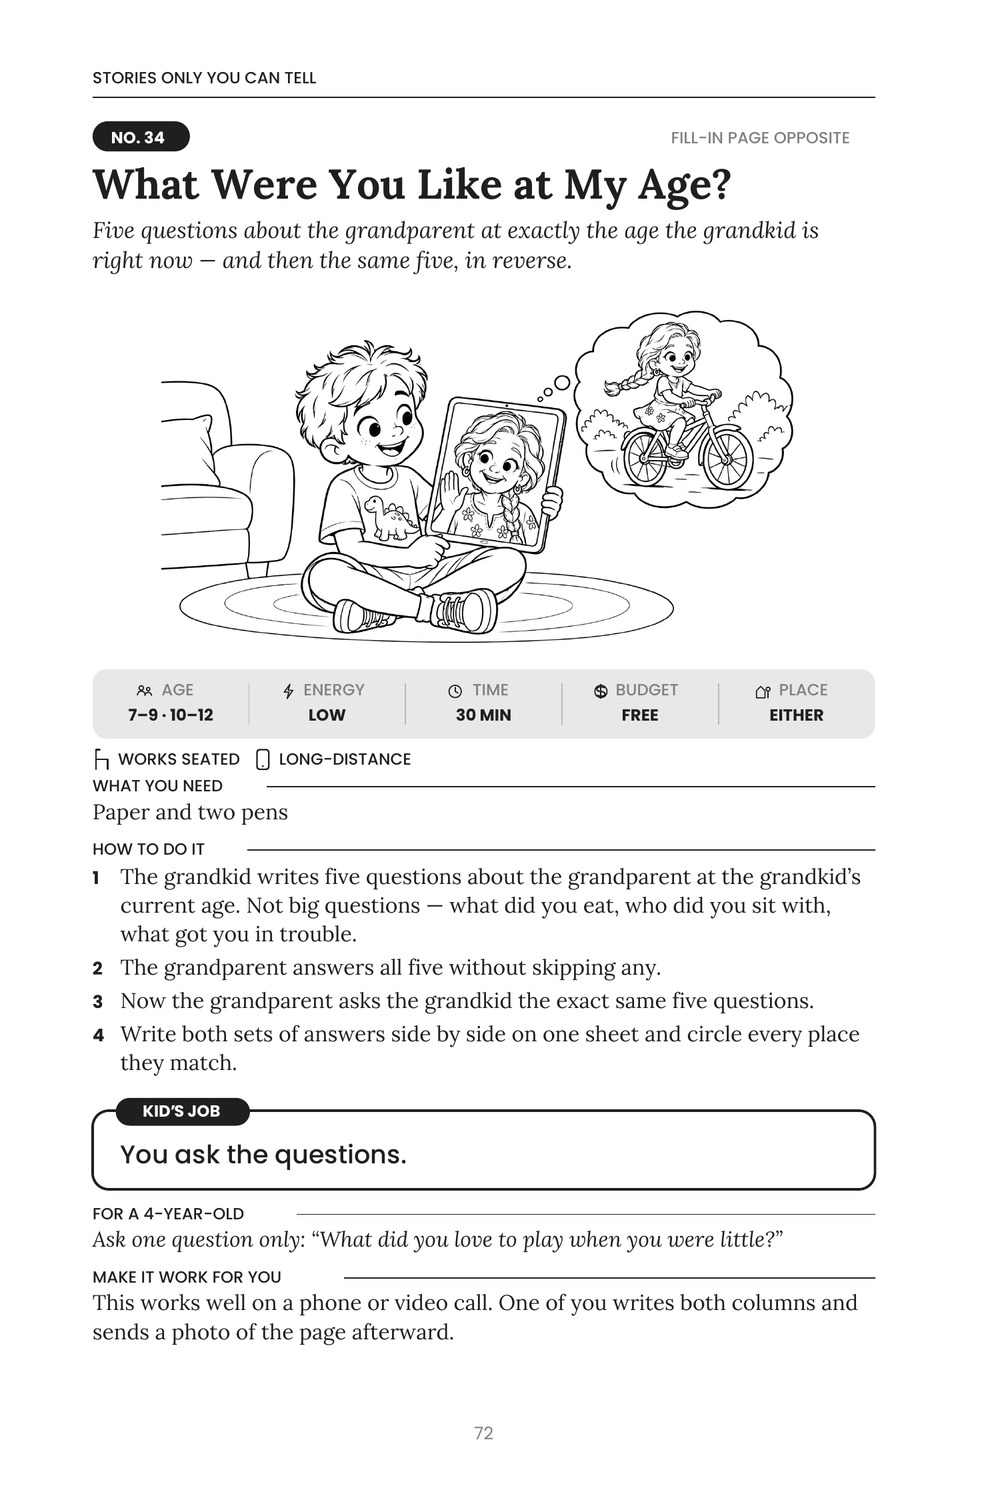 STORIES ONLY YOU CAN TELL
NO. 34
FILL-IN PAGE OPPOSITE
What Were You Like at My Age?
Five questions about the grandparent at exactly the age the grandkid is
right now — and then the same five, in reverse.
AGE
7–9 · 10–12
ENERGY
LOW
TIME
30 MIN
BUDGET
FREE
PLACE
EITHER
WORKS SEATED
LONG-DISTANCE
WHAT YOU NEED
Paper and two pens
HOW TO DO IT
1 The grandkid writes five questions about the grandparent at the grandkid’s
current age. Not big questions — what did you eat, who did you sit with,
what got you in trouble.
2 The grandparent answers all five without skipping any.
3 Now the grandparent asks the grandkid the exact same five questions.
4 Write both sets of answers side by side on one sheet and circle every place
they match.
KID’S JOB
You ask the questions.
FOR A 4-YEAR-OLD
Ask one question only: “What did you love to play when you were little?”
MAKE IT WORK FOR YOU
This works well on a phone or video call. One of you writes both columns and
sends a photo of the page afterward.
72